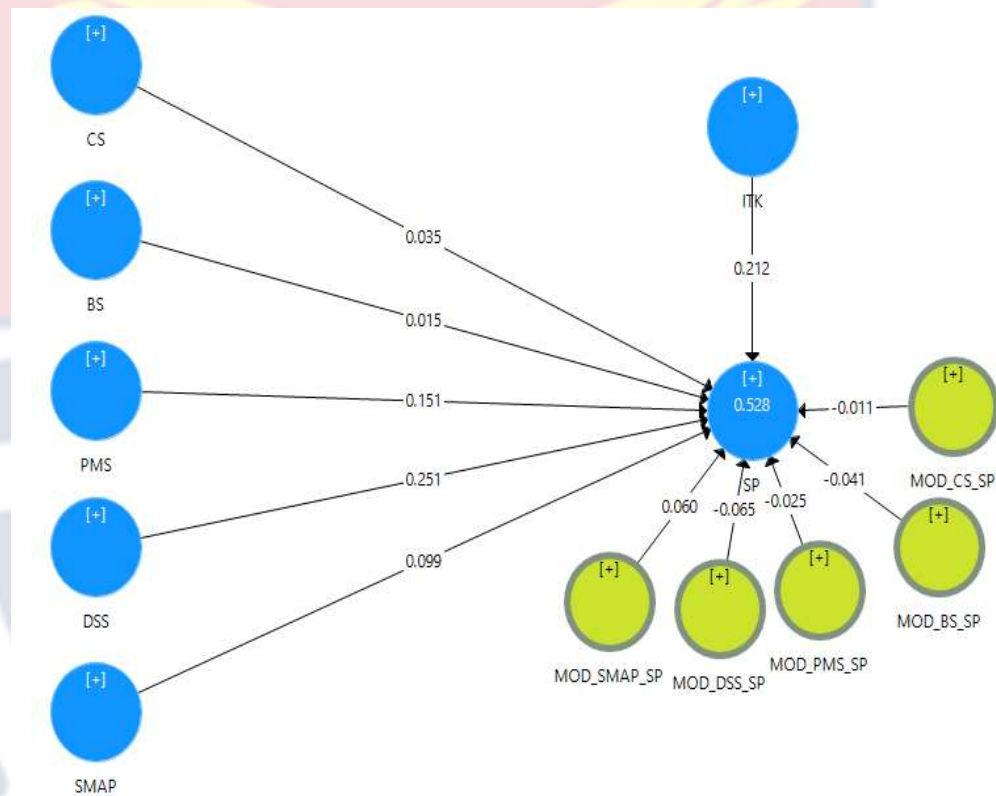 [+]
CS
[+]
BS
[+]
PMS
[+]
DSS
[+]
SMAP
0.035
0.015
0.151
0.251
0.099
[+]
ITK
0.212
[+]
0.528
SP
-0.011
-0.041
-0.025
-0.065
0.060
[+]
MOD_CS_SP
[+]
MOD_BS_SP
[+]
MOD_PMS_SP
[+]
MOD_DSS_SP
[+]
MOD_SMAP_SP